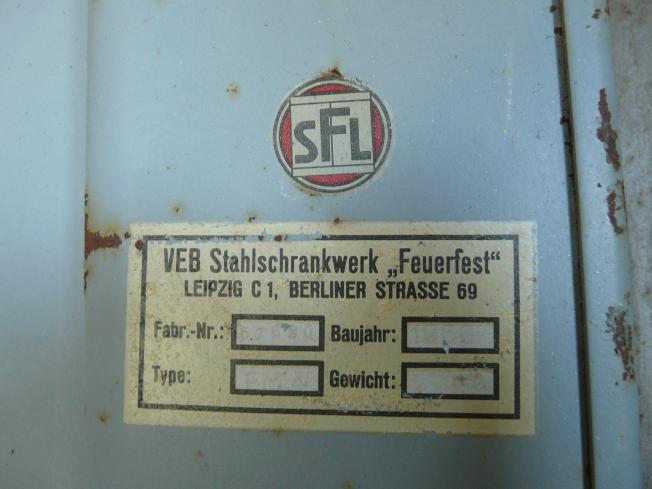 SFL
VEB Stahlschrankwerk „Feuerfest“
LEIPZIG C 1, BERLINER STRASSE 69
Fabr.-Nr.: Baujahr:
Type: Gewicht: